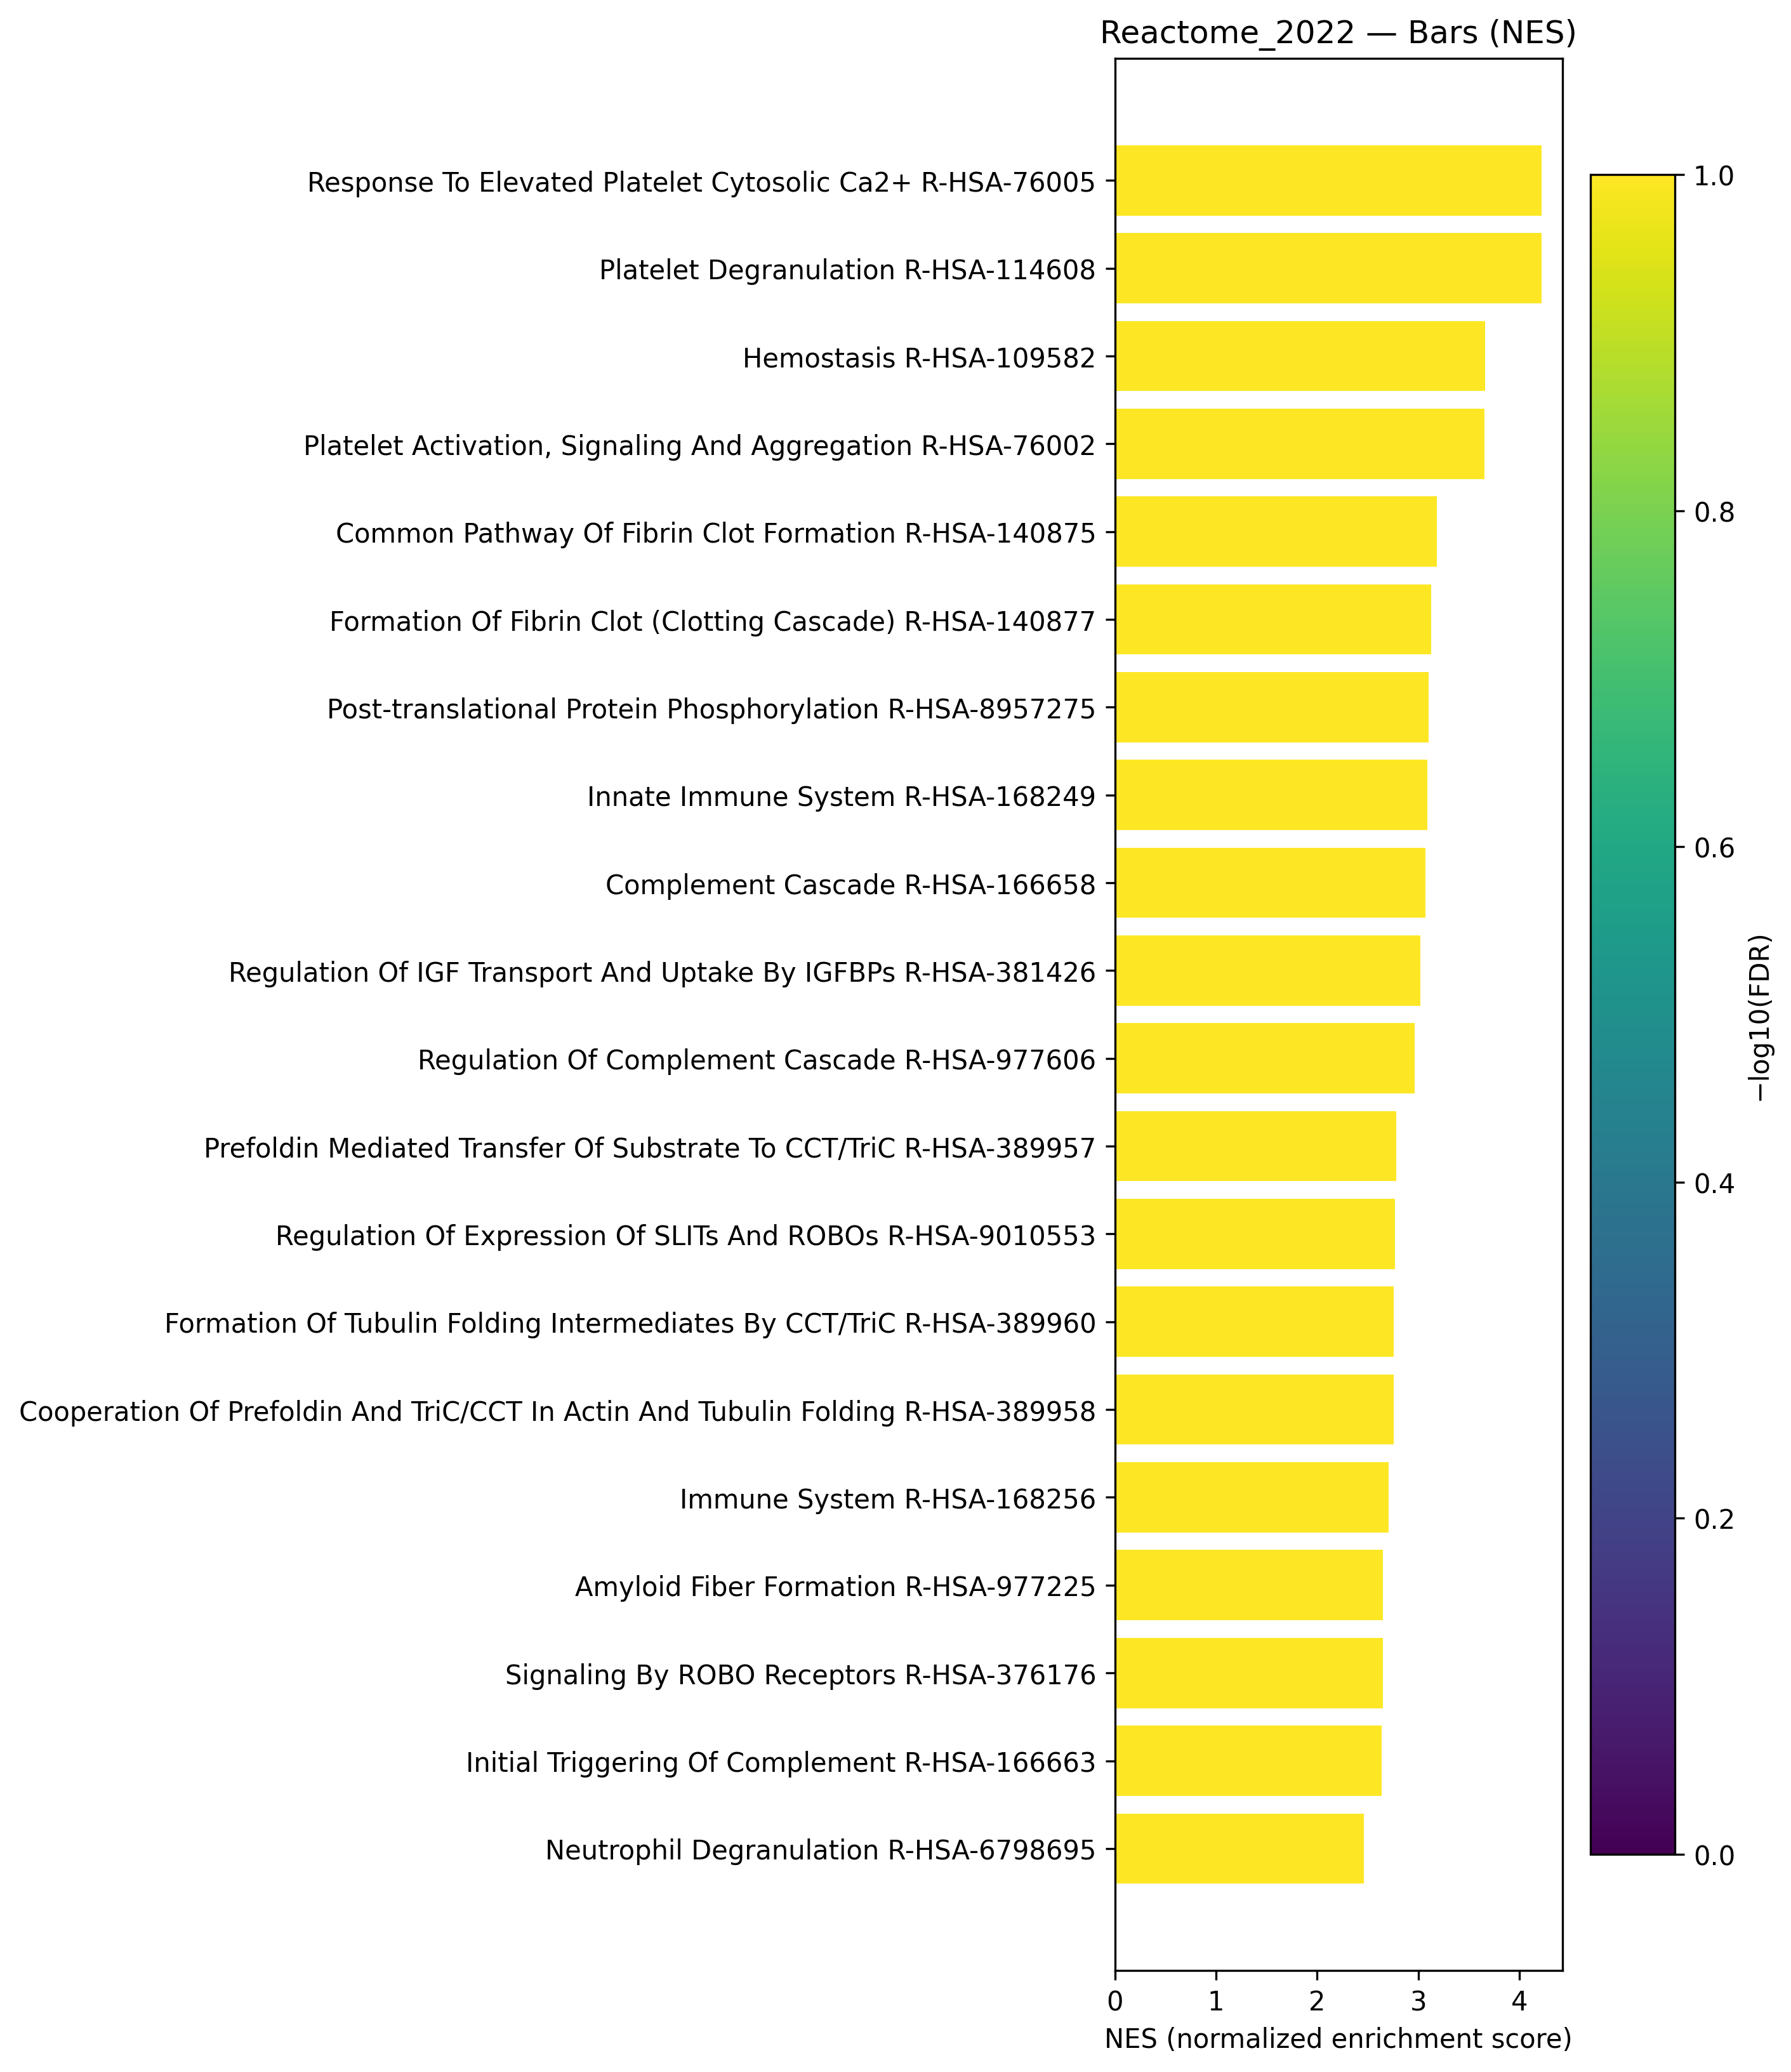 Reactome_2022 — Bars (NES)
Response To Elevated Platelet Cytosolic Ca2+ R-HSA-76005
Platelet Degranulation R-HSA-114608
Hemostasis R-HSA-109582
Platelet Activation, Signaling And Aggregation R-HSA-76002
Common Pathway Of Fibrin Clot Formation R-HSA-140875
Formation Of Fibrin Clot (Clotting Cascade) R-HSA-140877
Post-translational Protein Phosphorylation R-HSA-8957275
Innate Immune System R-HSA-168249
Complement Cascade R-HSA-166658
Regulation Of IGF Transport And Uptake By IGFBPs R-HSA-381426
Regulation Of Complement Cascade R-HSA-977606
Prefoldin Mediated Transfer Of Substrate To CCT/TriC R-HSA-389957
Regulation Of Expression Of SLITs And ROBOs R-HSA-9010553
Formation Of Tubulin Folding Intermediates By CCT/TriC R-HSA-389960
Cooperation Of Prefoldin And TriC/CCT In Actin And Tubulin Folding R-HSA-389958
Immune System R-HSA-168256
Amyloid Fiber Formation R-HSA-977225
Signaling By ROBO Receptors R-HSA-376176
Initial Triggering Of Complement R-HSA-166663
Neutrophil Degranulation R-HSA-6798695
0 1 2 3 4
NES (normalized enrichment score)
1.0
0.8
0.6
0.4
0.2
0.0
−log10(FDR)